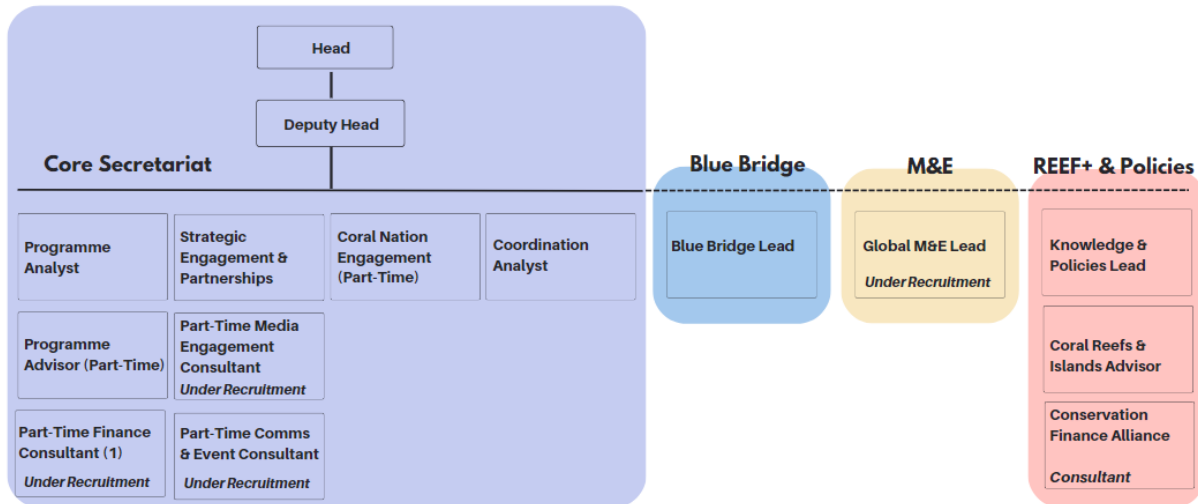 Head
Deputy Head
Core Secretariat
Blue Bridge
M&E
REEF+ & Policies
Programme
Analyst
Strategic
Engagement &
Partnerships
Coral Nation
Engagement
(Part-Time)
Coordination
Analyst
Blue Bridge Lead
Global M&E Lead
Under Recruitment
Knowledge &
Policies Lead
Programme
Advisor (Part-Time)
Part-Time Media
Engagement
Consultant
Under Recruitment
Coral Reefs &
Islands Advisor
Part-Time Finance
Consultant (1)
Under Recruitment
Part-Time Comms
& Event Consultant
Under Recruitment
Conservation
Finance Alliance
Consultant